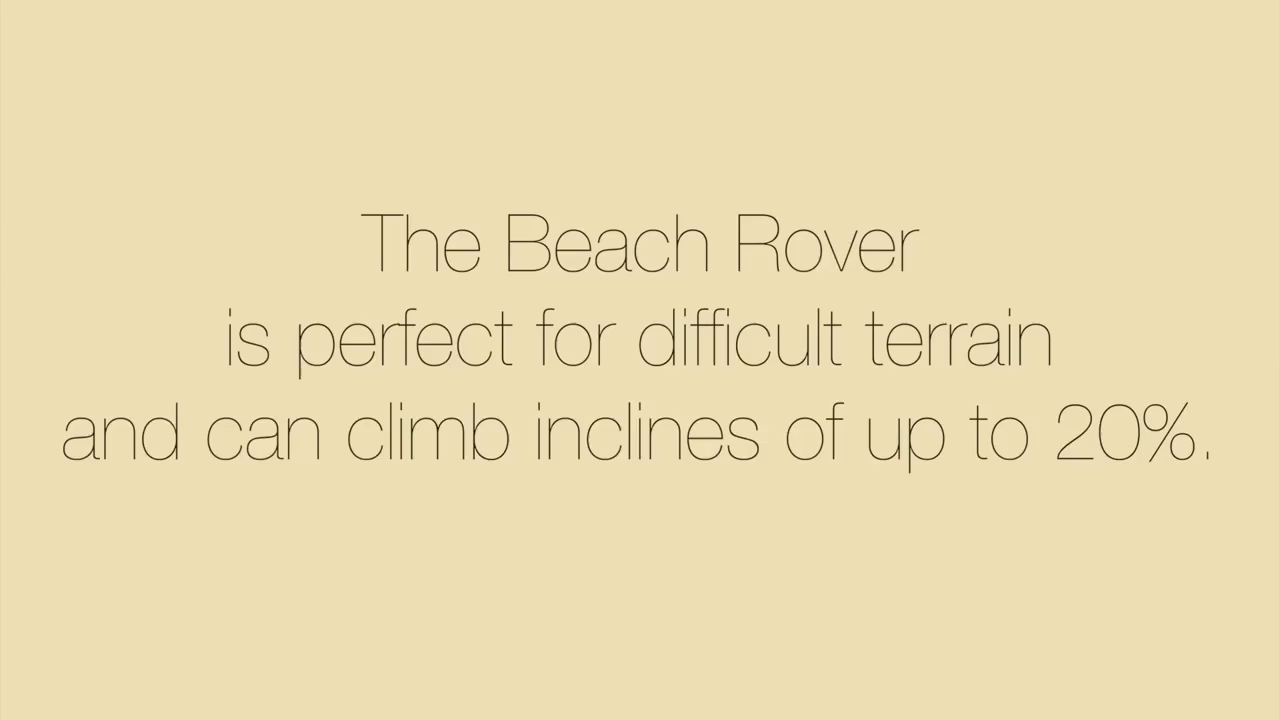 The Beach Rover
is perfect for difficult terrain
and can climb inclines of up to 20%.